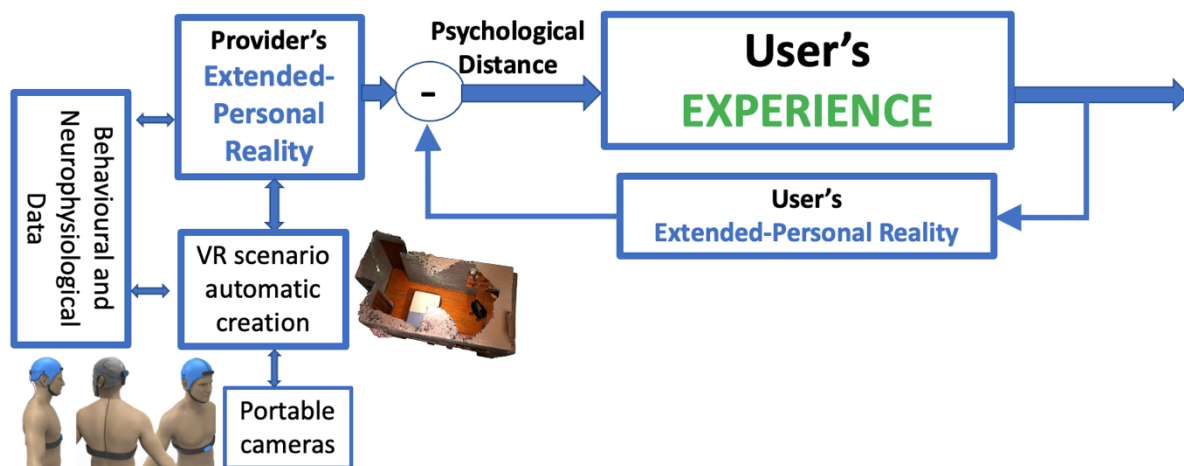 Provider's
Extended-
Personal
Reality
-
Psychological
Distance
User's
EXPERIENCE
User's
Extended-Personal Reality
Behavioural and
Neurophysiological
Data
VR scenario
automatic
creation
Portable
cameras